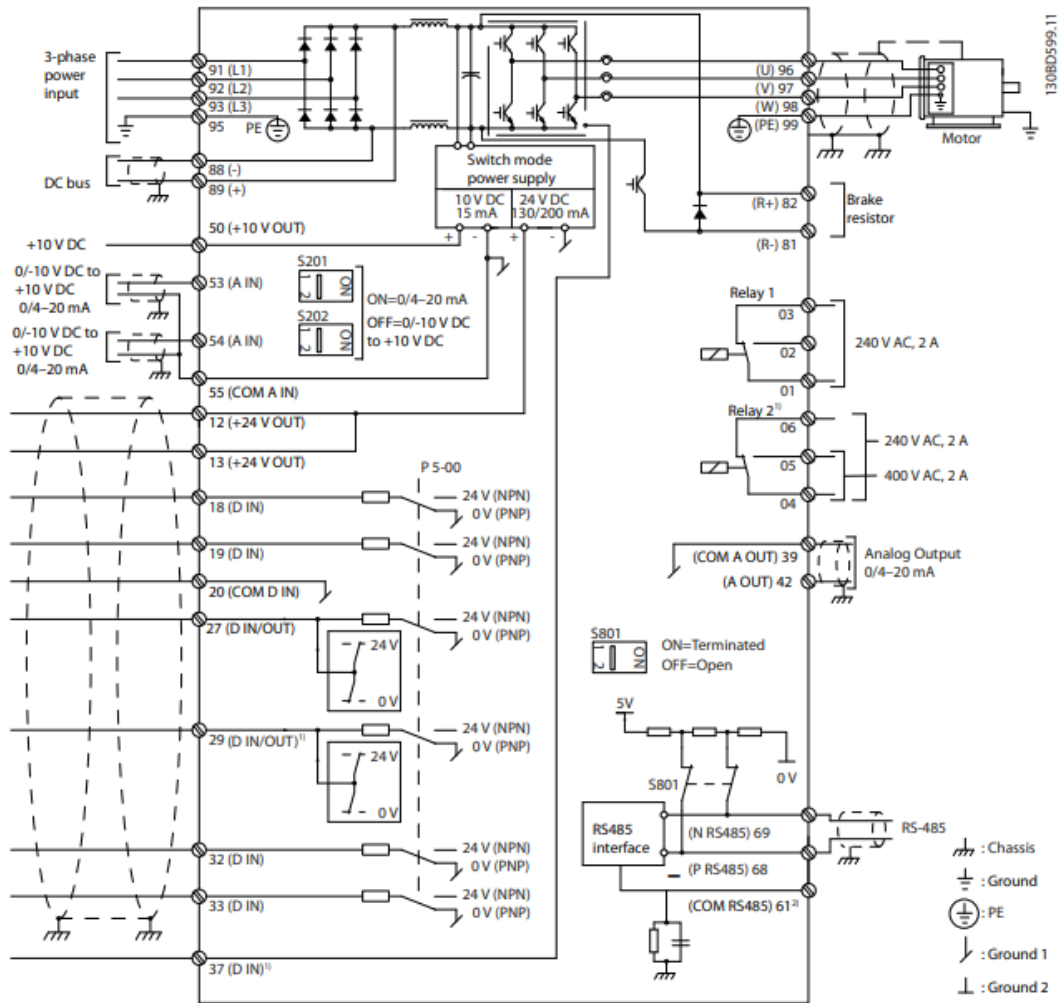 130BD599.11
3-phase
power
input
91 (L1)
92 (L2)
93 (L3)
95
PE
DC bus
88 (-)
89 (+)
50 (+10 V OUT)
+10 V DC
0/-10 V DC to
+10 V DC
0/4–20 mA
53 (A IN)
0/-10 V DC to
+10 V DC
0/4–20 mA
54 (A IN)
55 (COM A IN)
12 (+24 V OUT)
13 (+24 V OUT)
Switch mode
power supply
10 V DC
15 mA
24 V DC
130/200 mA
+ - + -
S201
1 2
ON
S202
1 2
ON
ON=0/4–20 mA
OFF=0/-10 V DC
to +10 V DC
P 5-00
18 (D IN)
24 V (NPN)
0 V (PNP)
19 (D IN)
24 V (NPN)
0 V (PNP)
20 (COM D IN)
27 (D IN/OUT)
24 V (NPN)
0 V (PNP)
24 V
0 V
29 (D IN/OUT)1)
24 V (NPN)
0 V (PNP)
24 V
0 V
32 (D IN)
24 V (NPN)
0 V (PNP)
33 (D IN)
24 V (NPN)
0 V (PNP)
37 (D IN)1)
(U) 96
(V) 97
(W) 98
(PE) 99
Motor
(R+) 82
(R-) 81
Brake
resistor
Relay 1
03
02
01
240 V AC, 2 A
Relay 21)
06
05
04
240 V AC, 2 A
400 V AC, 2 A
(COM A OUT) 39
(A OUT) 42
Analog Output
0/4–20 mA
S801
1 2
ON
ON=Terminated
OFF=Open
5V
0 V
S801
RS485
interface
(N RS485) 69
(P RS485) 68
(COM RS485) 612)
RS-485
: Chassis
: Ground
: PE
: Ground 1
: Ground 2